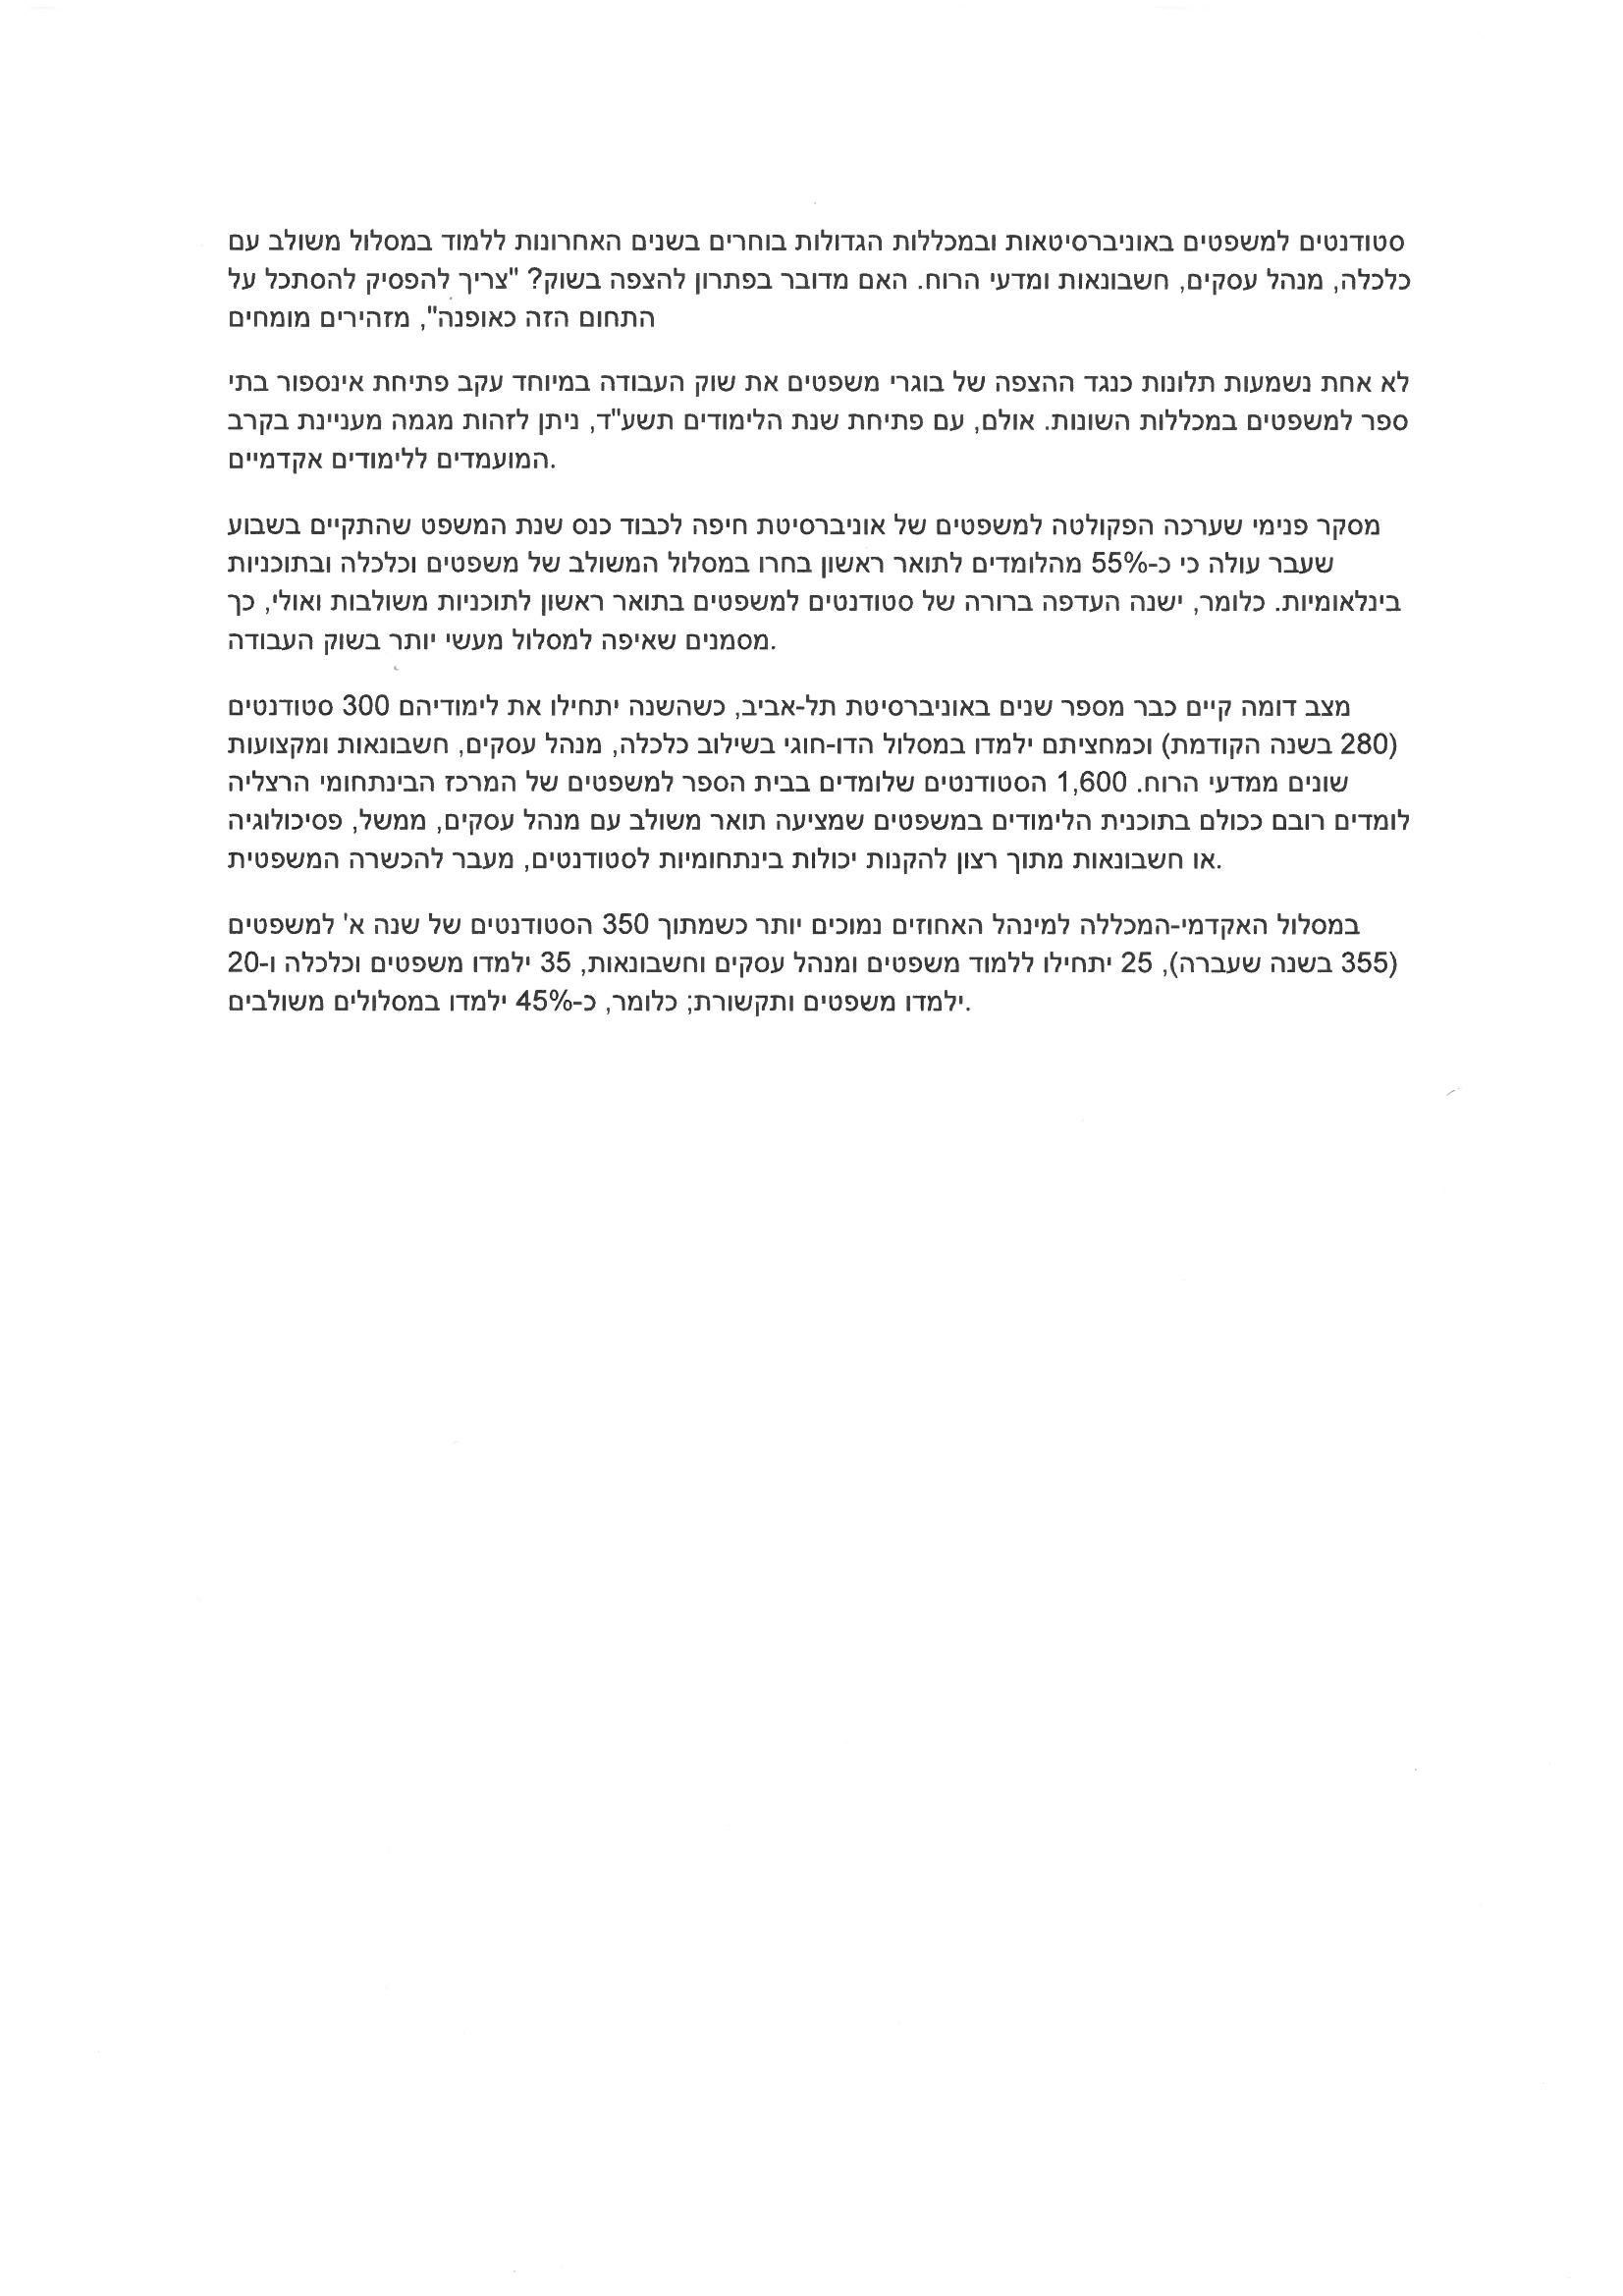 סטודנטים למשפטים באוניברסיטאות ובמכללות הגדולות בוחרים בשנים האחרונות ללמוד במסלול משולב עם
כלכלה, מנהל עסקים, חשבונאות ומדעי הרוח. האם מדובר בפתרון להצפה בשוק? "צריך להפסיק להסתכל על
התחום הזה כאופנה", מזהירים מומחים
לא אחת נשמעות תלונות כנגד ההצפה של בוגרי משפטים את שוק העבודה במיוחד עקב פתיחת אינספור בתי
ספר למשפטים במכללות השונות. אולם, עם פתיחת שנת הלימודים תשע"ד, ניתן לזהות מגמה מעניינת בקרב
המועמדים ללימודים אקדמיים.
מסקר פנימי שערכה הפקולטה למשפטים של אוניברסיטת חיפה לכבוד כנס שנת המשפט שהתקיים בשבוע
שעבר עולה כי כ-55% מהלומדים לתואר ראשון בחרו במסלול המשולב של משפטים וכלכלה ובתוכניות
בינלאומיות. כלומר, ישנה העדפה ברורה של סטודנטים למשפטים בתואר ראשון לתוכניות משולבות ואולי, כך
מסמנים שאיפה למסלול מעשי יותר בשוק העבודה.
מצב דומה קיים כבר מספר שנים באוניברסיטת תל-אביב, כשהשנה יתחילו את לימודיהם 300 סטודנטים
(280 בשנה הקודמת) וכמחציתם ילמדו במסלול הדו-חוגי בשילוב כלכלה, מנהל עסקים, חשבונאות ומקצועות
שונים ממדעי הרוח. 1,600 הסטודנטים שלומדים בבית הספר למשפטים של המרכז הבינתחומי הרצליה
לומדים רובם ככולם בתוכנית הלימודים במשפטים שמציעה תואר משולב עם מנהל עסקים, ממשל, פסיכולוגיה
או חשבונאות מתוך רצון להקנות יכולות בינתחומיות לסטודנטים, מעבר להכשרה המשפטית.
במסלול האקדמי-המכללה למינהל האחוזים נמוכים יותר כשמתוך 350 הסטודנטים של שנה א' למשפטים
(355 בשנה שעברה), 25 יתחילו ללמוד משפטים ומנהל עסקים וחשבונאות, 35 ילמדו משפטים וכלכלה ו-20
ילמדו משפטים ותקשורת; כלומר, כ-45% ילמדו במסלולים משולבים.